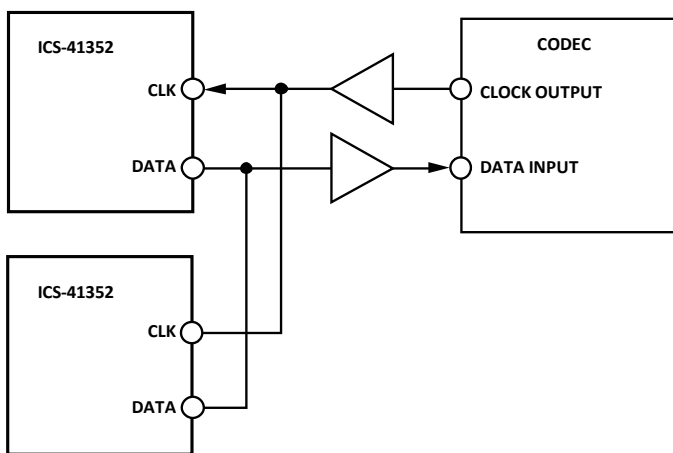 ICS-41352
CLK
DATA
CODEC
CLOCK OUTPUT
DATA INPUT
ICS-41352
CLK
DATA